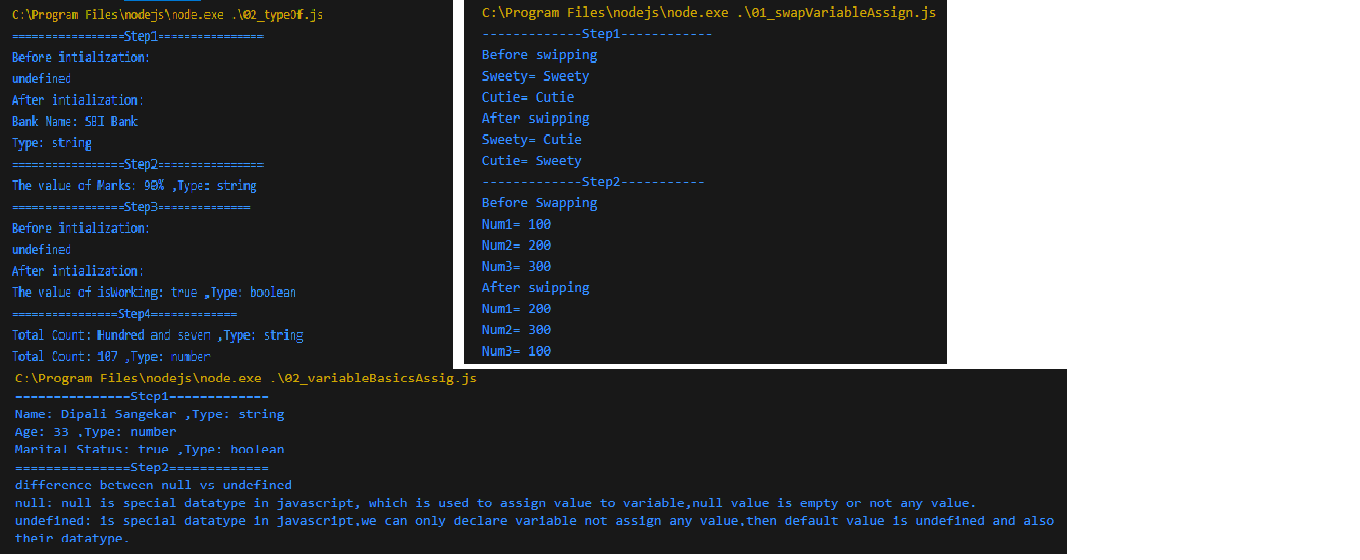 C:\Program Files\nodejs\node.exe .\02_typeOf.js
=================Step1================
Before intialization:
undefined
After intialization:
Bank Name: SBI Bank
Type: string
=================Step2================
The value of Marks: 90% ,Type: string
=================Step3==============
Before intialization:
undefined
After intialization:
The value of isWorking: true ,Type: boolean
================Step4=============
Total Count: Hundred and seven ,Type: string
Total Count: 107 ,Type: number
C:\Program Files\nodejs\node.exe .\01_swapVariableAssign.js
-------------Step1------------
Before swipping
Sweety= Sweety
Cutie= Cutie
After swipping
Sweety= Cutie
Cutie= Sweety
-------------Step2-----------
Before Swapping
Num1= 100
Num2= 200
Num3= 300
After swipping
Num1= 200
Num2= 300
Num3= 100
C:\Program Files\nodejs\node.exe .\02_variableBasicsAssig.js
---------------Step1-------------
Name: Dipali Sangekar ,Type: string
Age: 33 ,Type: number
Marital Status: true ,Type: boolean
===============Step2=============
difference between null vs undefined
null: null is special datatype in javascript, which is used to assign value to variable,null value is empty or not any value.
undefined: is special datatype in javascript,we can only declare variable not assign any value,then default value is undefined and also
their datatype.